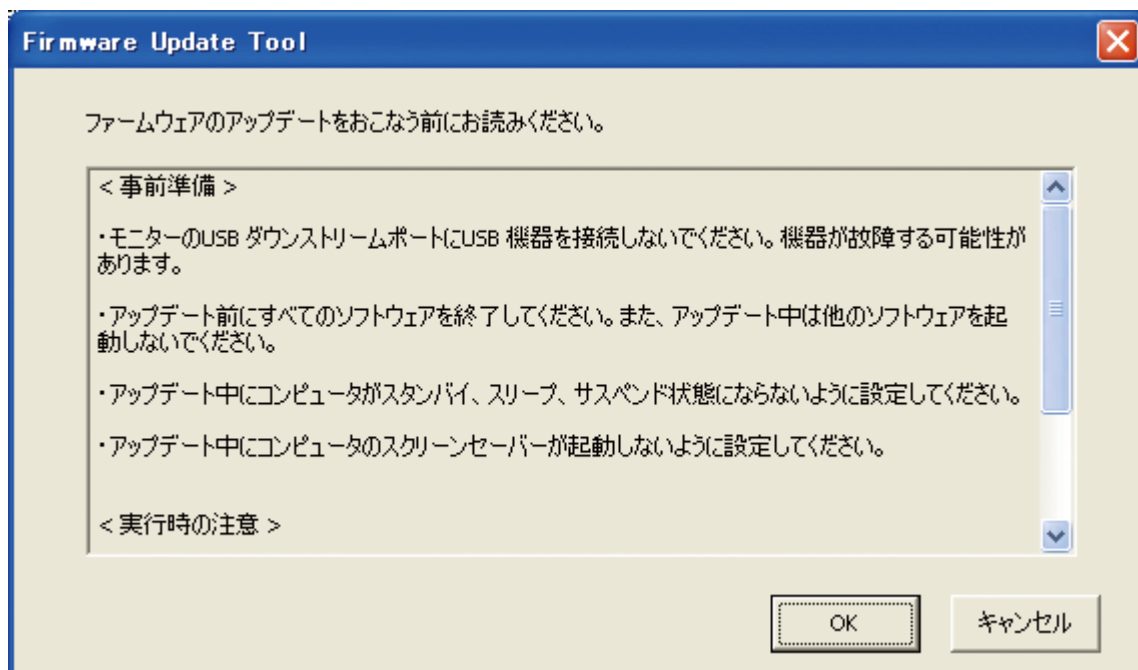 Firmware Update Tool
ファームウェアのアップデートをおこなう前にお読みください。
< 事前準備 >
・モニターのUSB ダウンストリームポートにUSB 機器を接続しないでください。機器が故障する可能性が
あります。
・アップデート前にすべてのソフトウェアを終了してください。また、アップデート中は他のソフトウェアを起
動しないでください。
・アップデート中にコンピュータがスタンバイ、スリープ、サスペンド状態にならないように設定してください。
・アップデート中にコンピュータのスクリーンセーバーが起動しないように設定してください。
< 実行時の注意 >
OK
キャンセル